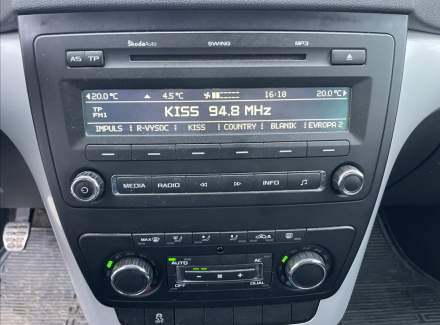 ŠkodaAuto SWING MP3
AS TP
20.0°C 4.5°C 16:18 20.0°C
TP
FM1
KISS 94.8 MHz
IMPULS R-VYSOC KISS COUNTRY BLANIK EVROPA 2
MEDIA RADIO INFO
MAX
AUTO AC
OFF DUAL